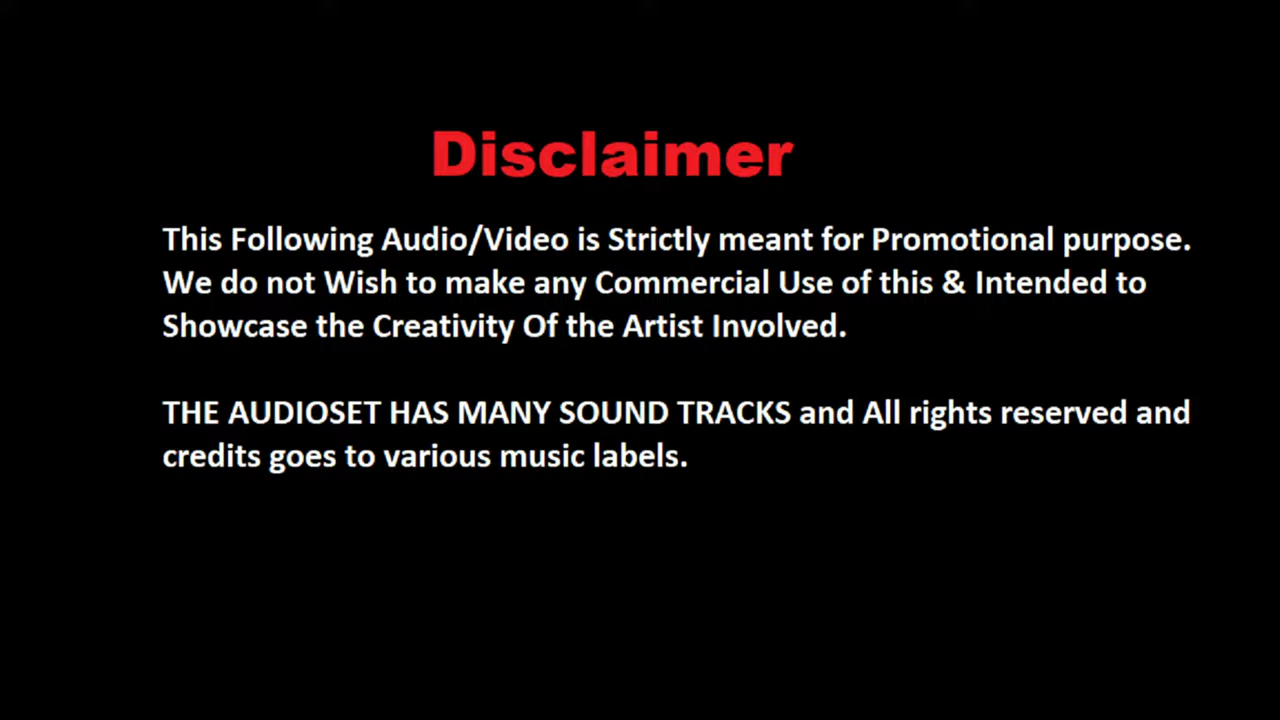 Disclaimer
This Following Audio/Video is Strictly meant for Promotional purpose.
We do not Wish to make any Commercial Use of this & Intended to
Showcase the Creativity Of the Artist Involved.
THE AUDIOSET HAS MANY SOUND TRACKS and All rights reserved and
credits goes to various music labels.